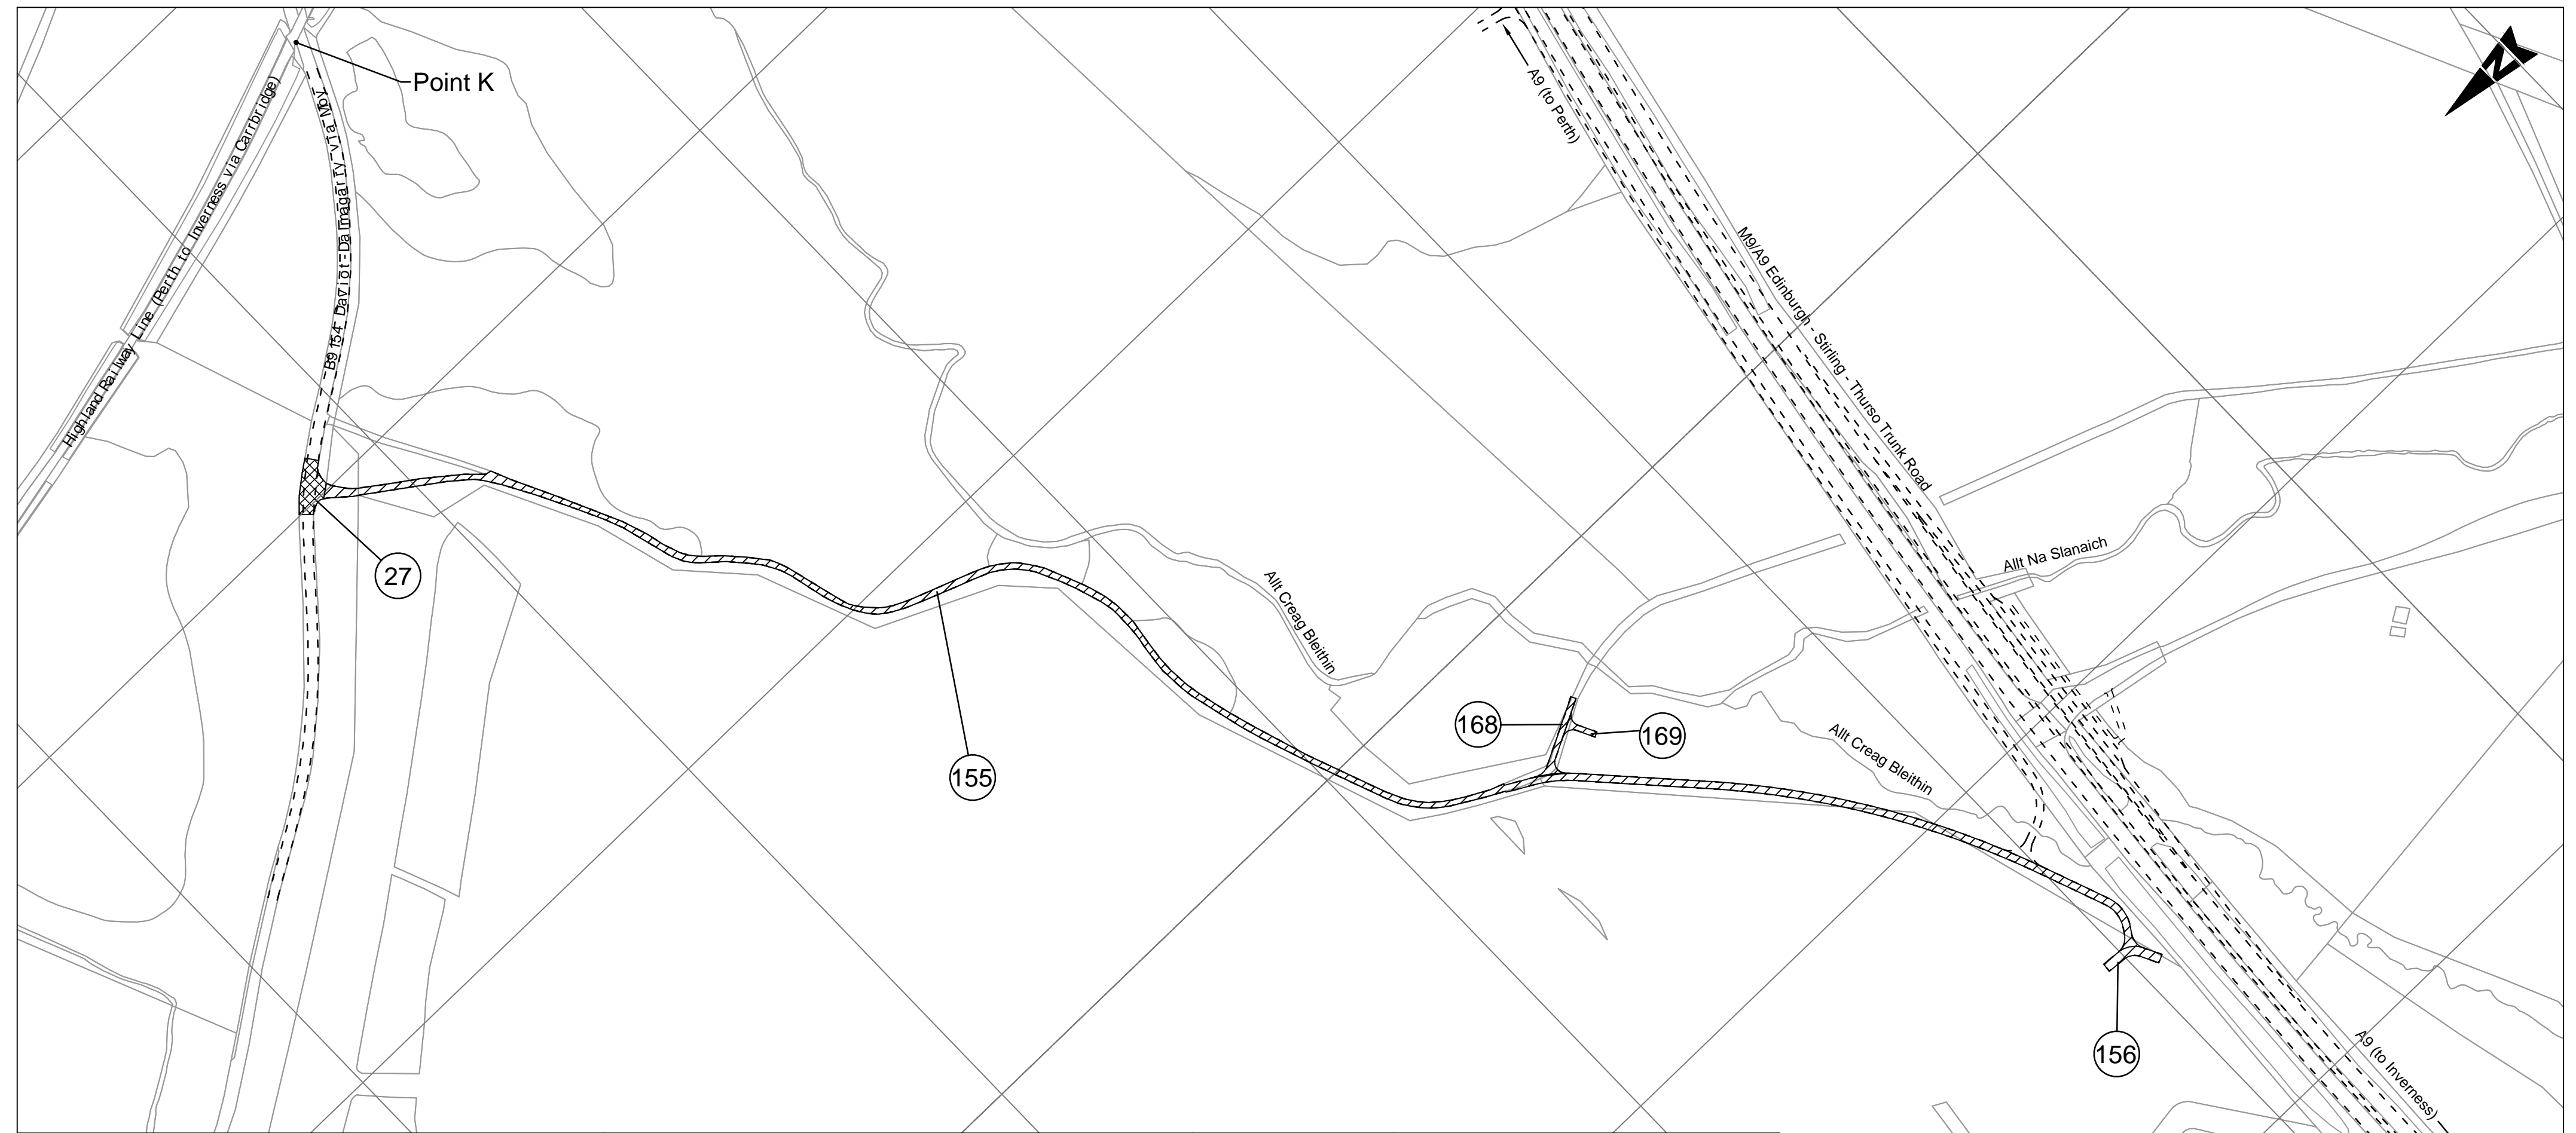 Point K
N
A9 (to Perth)
Highland Railway Line (Perth to Inverness via Carrbridge)
B9154 Daviot-Dalmagarry via Moy
M9/A9 Edinburgh - Stirling - Thurso Trunk Road
Allt Na Slanaich
27
Allt Creag Bleithin
168
169
155
Allt Creag Bleithin
156
A9 (to Inverness)